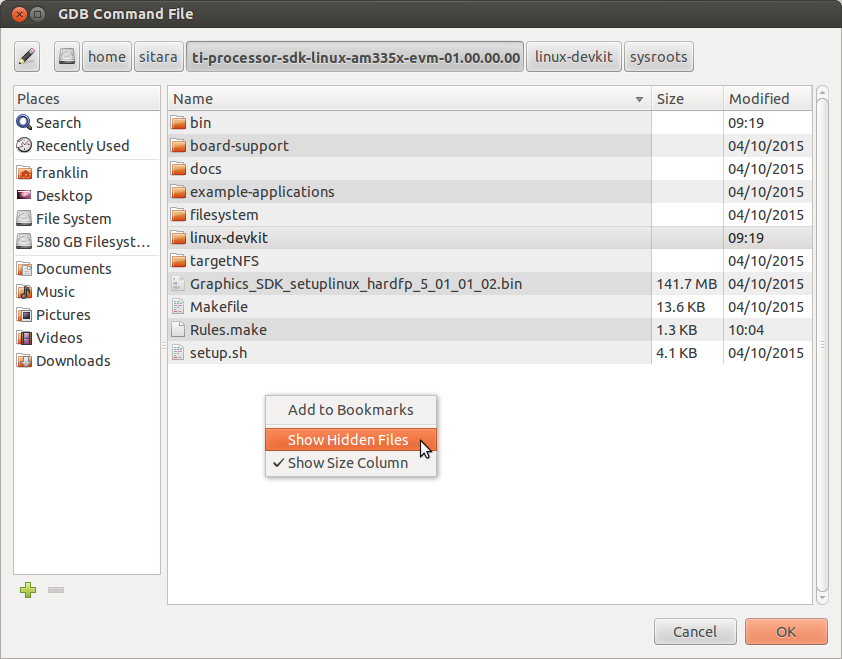 GDB Command File
home sitara ti-processor-sdk-linux-am335x-evm-01.00.00.00 linux-devkit sysroots
Places
Search
Recently Used
franklin
Desktop
File System
580 GB Filesyst...
Documents
Music
Pictures
Videos
Downloads
Name Size Modified
bin 09:19
board-support 04/10/2015
docs 04/10/2015
example-applications 04/10/2015
filesystem 04/10/2015
linux-devkit 09:19
targetNFS 04/10/2015
Graphics_SDK_setuplinux_hardfp_5_01_01_02.bin 141.7 MB 04/10/2015
Makefile 13.6 KB 04/10/2015
Rules.make 1.3 KB 10:04
setup.sh 4.1 KB 04/10/2015
Add to Bookmarks
Show Hidden Files
Show Size Column
Cancel OK